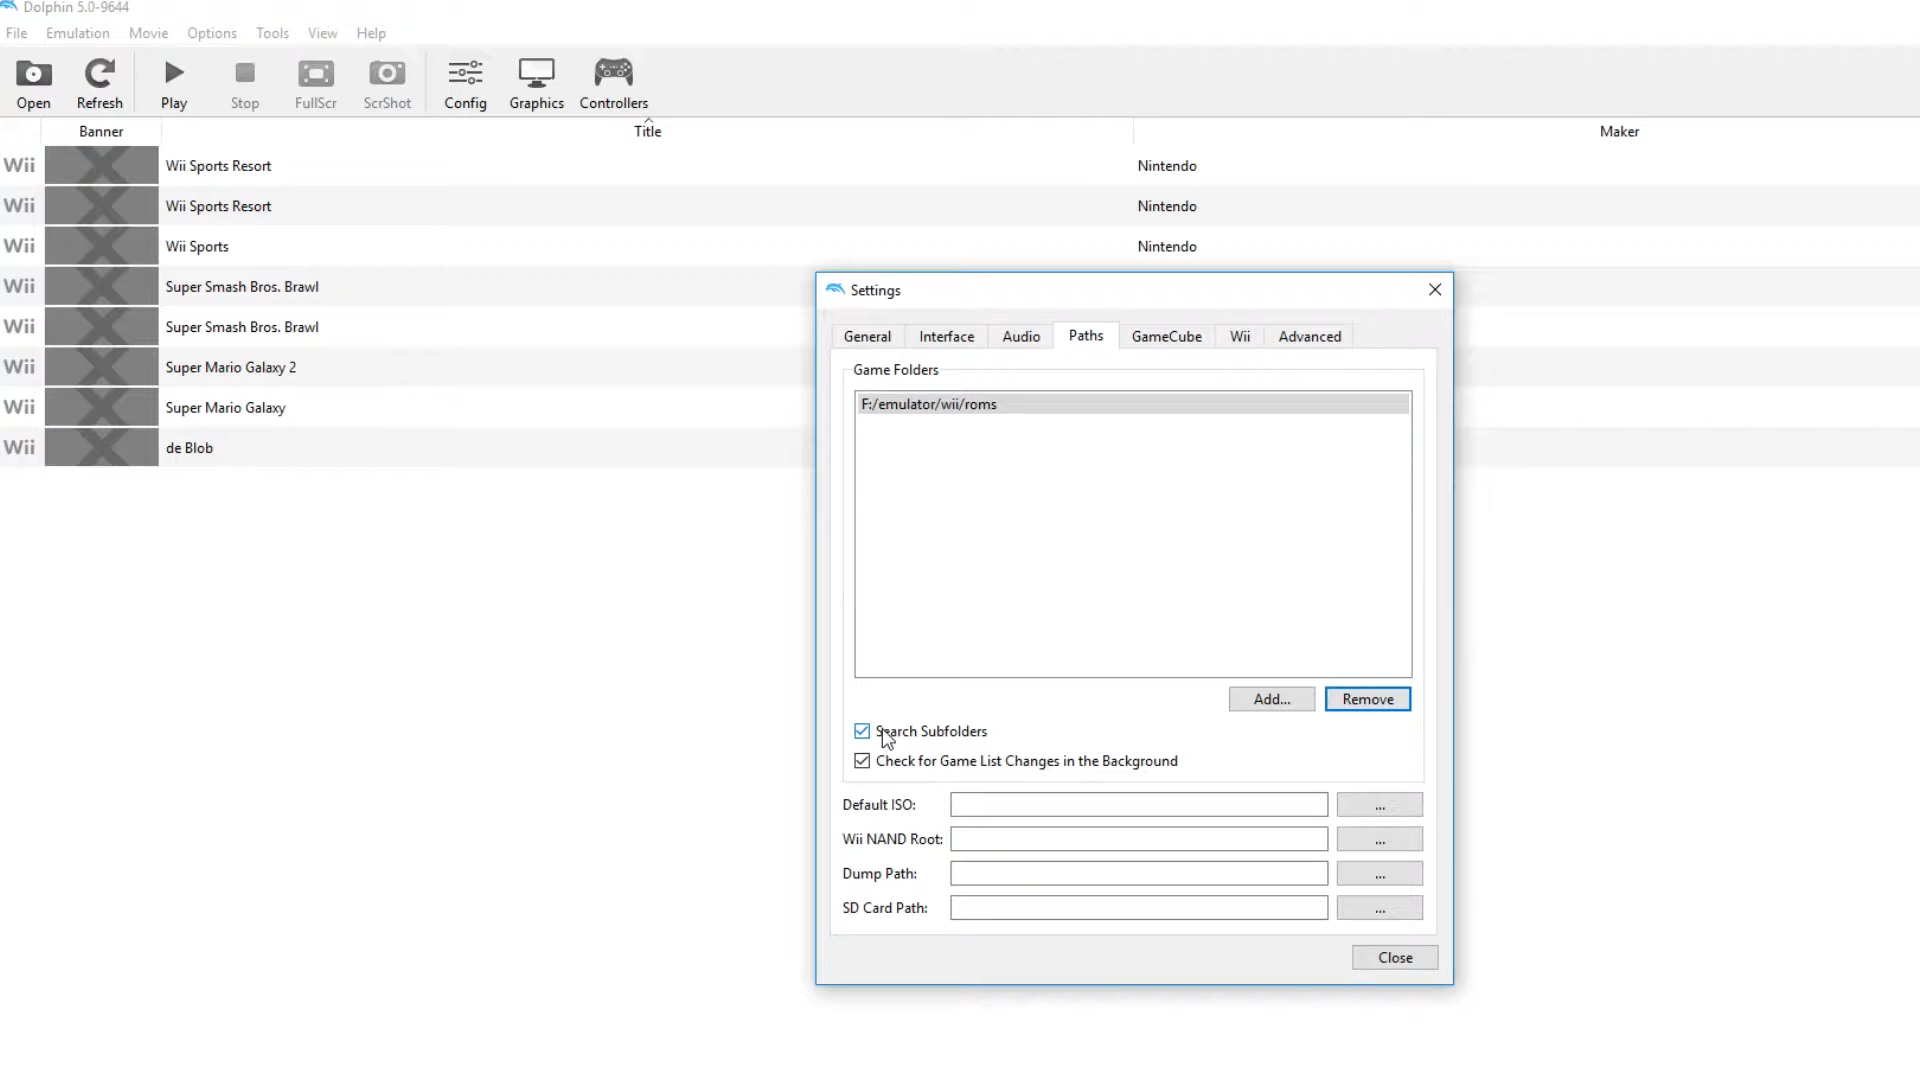 Dolphin 5.0-9644
File Emulation Movie Options Tools View Help
Open Refresh Play Stop FullScr ScrShot Config Graphics Controllers
Banner Title Maker
Wii Wii Sports Resort Nintendo
Wii Wii Sports Resort Nintendo
Wii Wii Sports Nintendo
Wii Super Smash Bros. Brawl
Wii Super Smash Bros. Brawl
Wii Super Mario Galaxy 2
Wii Super Mario Galaxy
Wii de Blob
Settings
General Interface Audio Paths GameCube Wii Advanced
Game Folders
F:/emulator/wii/roms
Add... Remove
Search Subfolders
Check for Game List Changes in the Background
Default ISO: ...
Wii NAND Root: ...
Dump Path: ...
SD Card Path: ...
Close